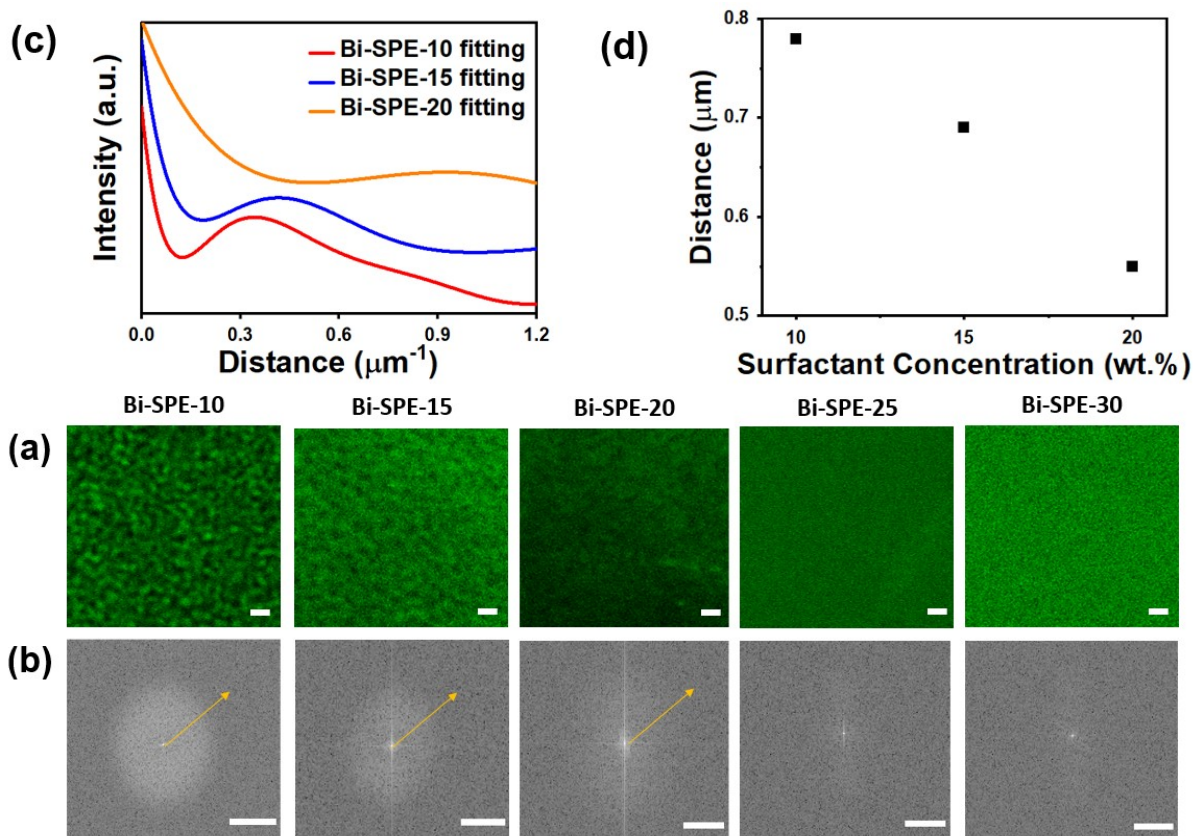 (c)
Intensity (a.u.)
Bi-SPE-10 fitting
Bi-SPE-15 fitting
Bi-SPE-20 fitting
0.0 0.3 0.6 0.9 1.2
Distance (μm⁻¹)
(d)
Distance (μm)
0.8
0.7
0.6
0.5
10 15 20
Surfactant Concentration (wt.%)
Bi-SPE-10 Bi-SPE-15 Bi-SPE-20 Bi-SPE-25 Bi-SPE-30
(a)
(b)